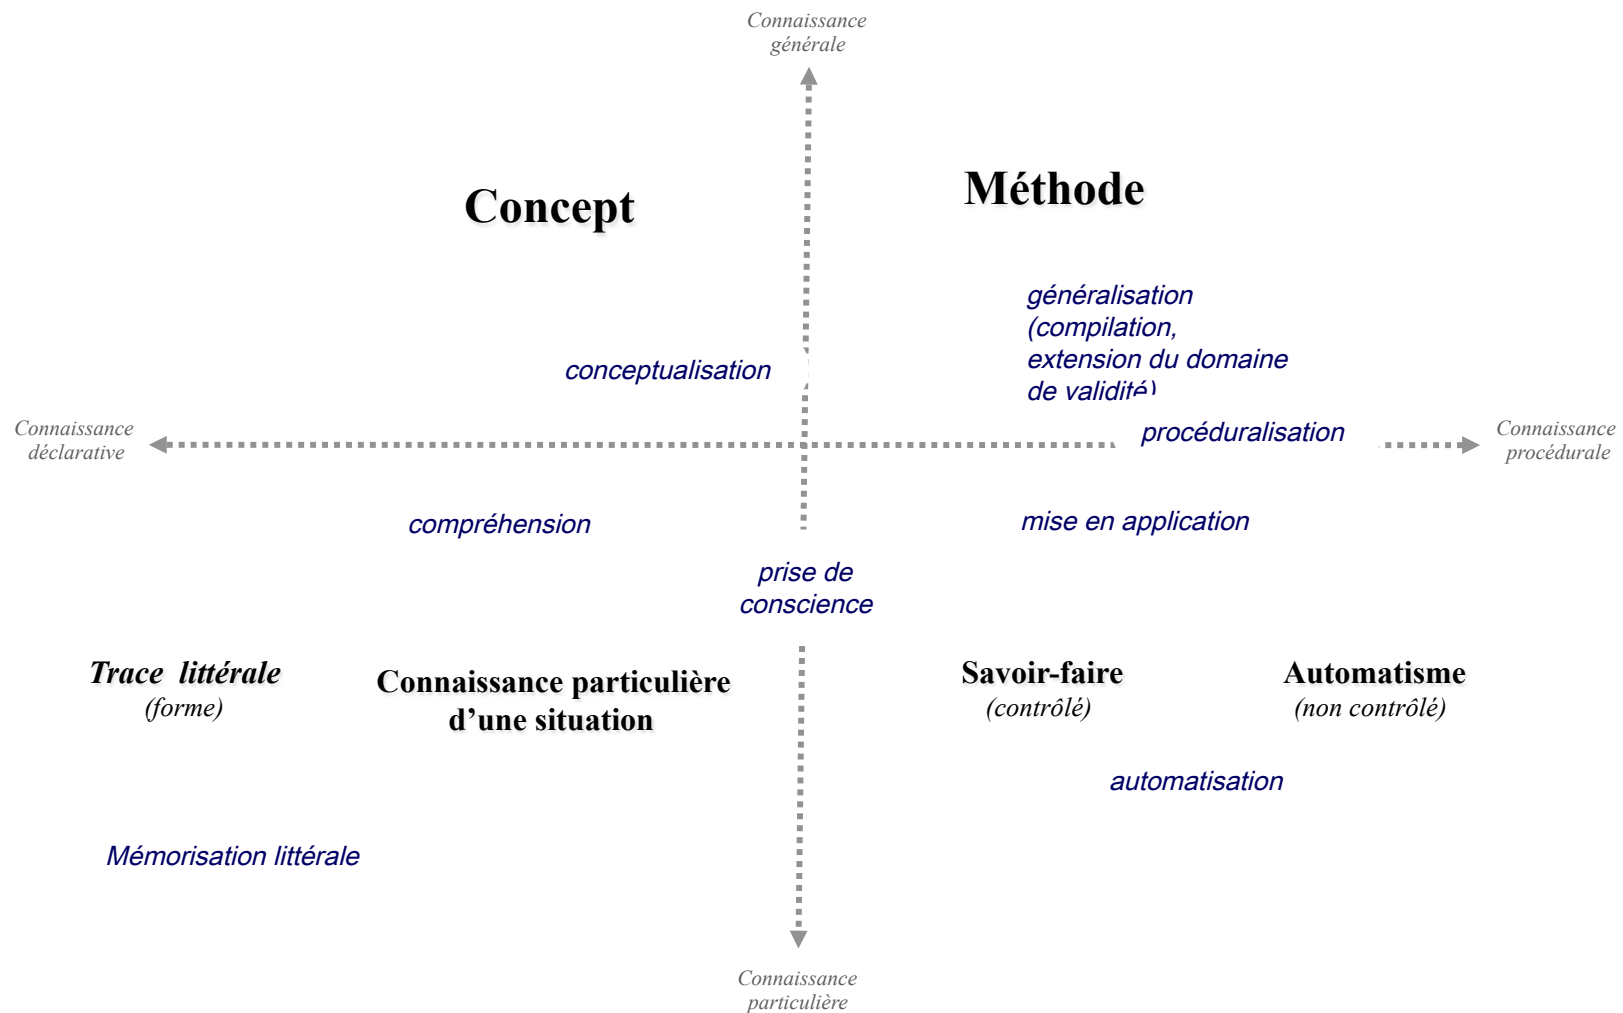 Connaissance
générale
Concept
Méthode
généralisation
(compilation,
extension du domaine
de validité)
conceptualisation
Connaissance
déclarative
procéduralisation
Connaissance
procédurale
compréhension
mise en application
prise de
conscience
Trace littérale
(forme)
Connaissance particulière
d’une situation
Savoir-faire
(contrôlé)
Automatisme
(non contrôlé)
automatisation
Mémorisation littérale
Connaissance
particulière